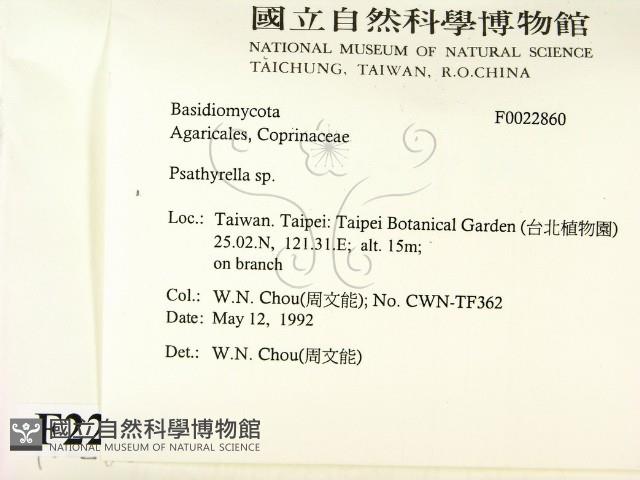 國立自然科學博物館
NATIONAL MUSEUM OF NATURAL SCIENCE
TAICHUNG, TAIWAN, R.O.CHINA
Basidiomycota F0022860
Agaricales, Coprinaceae
Psathyrella sp.
Loc.: Taiwan. Taipei: Taipei Botanical Garden (台北植物園)
25.02.N, 121.31.E; alt. 15m;
on branch
Col.: W.N. Chou(周文能); No. CWN-TF362
Date: May 12, 1992
Det.: W.N. Chou(周文能)
F22
國立自然科學博物館
NATIONAL MUSEUM OF NATURAL SCIENCE